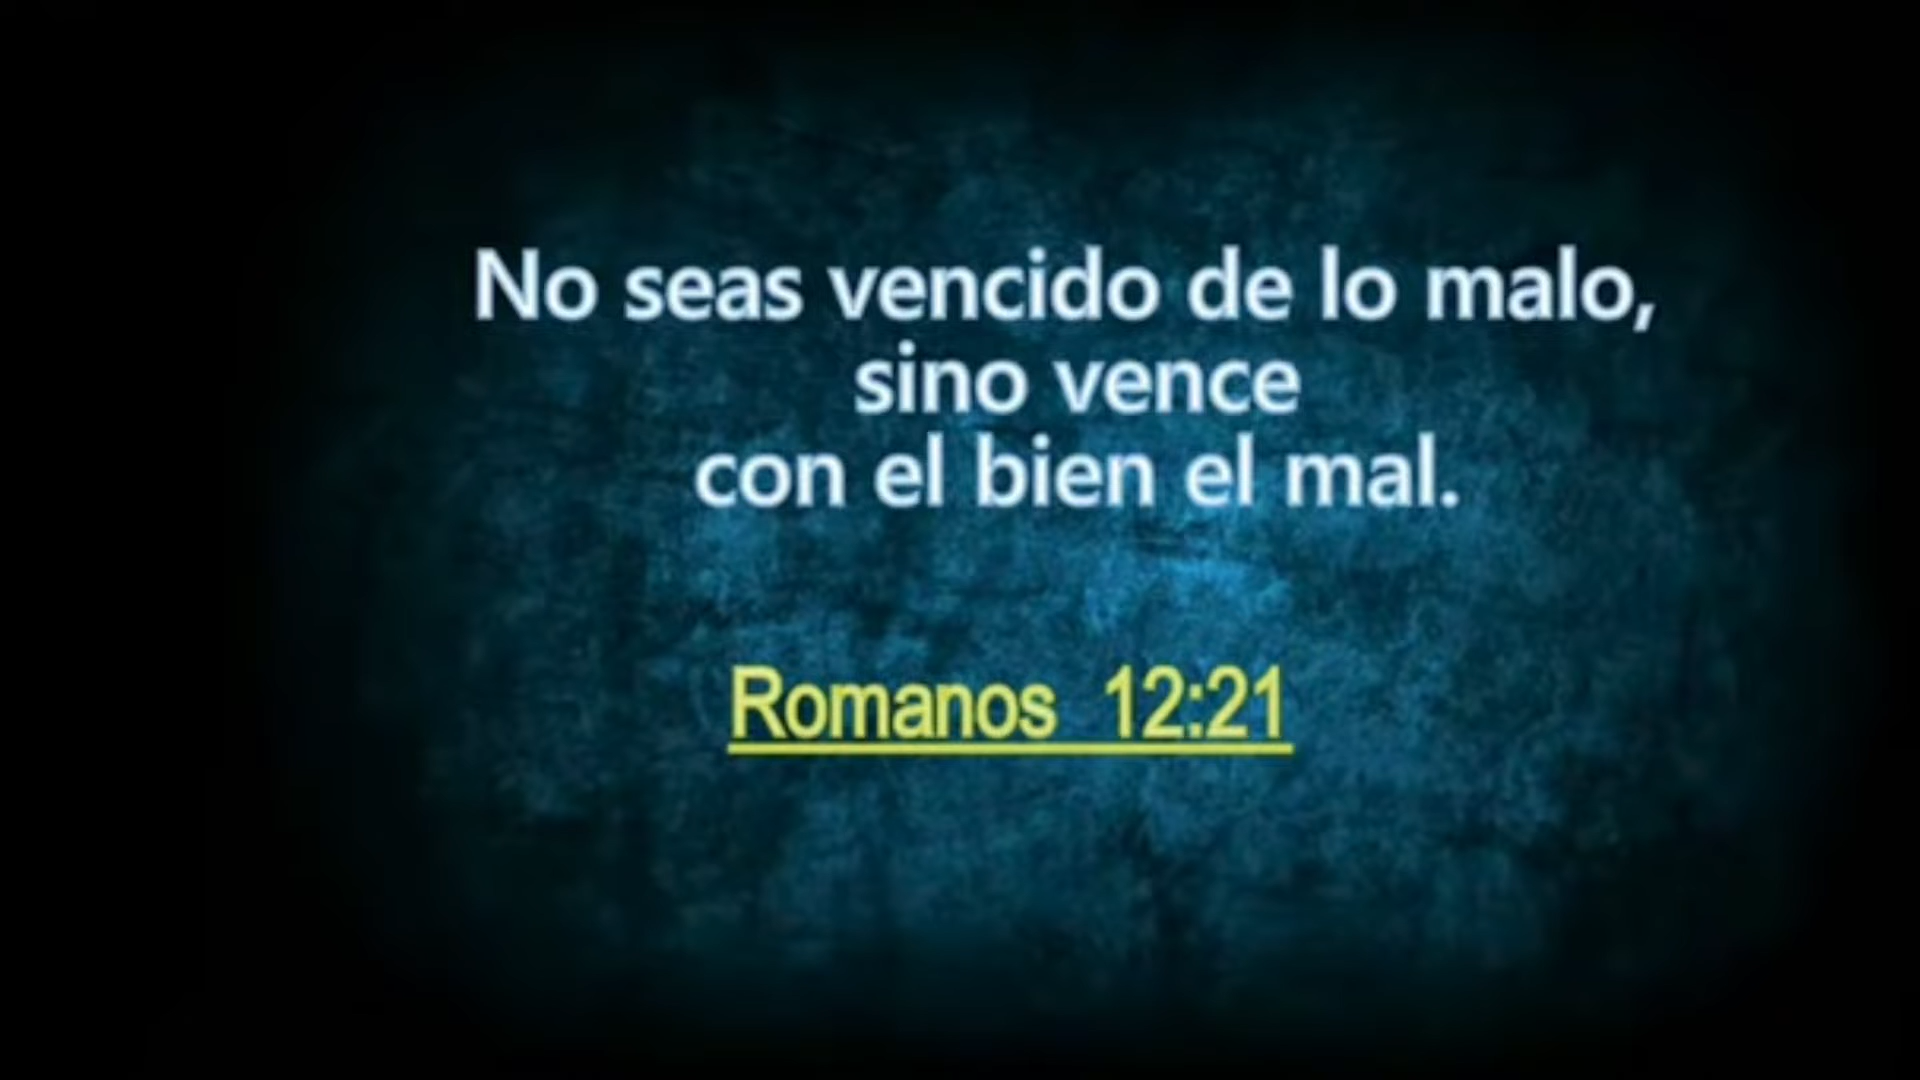 No seas vencido de lo malo,
sino vence
con el bien el mal.
Romanos 12:21